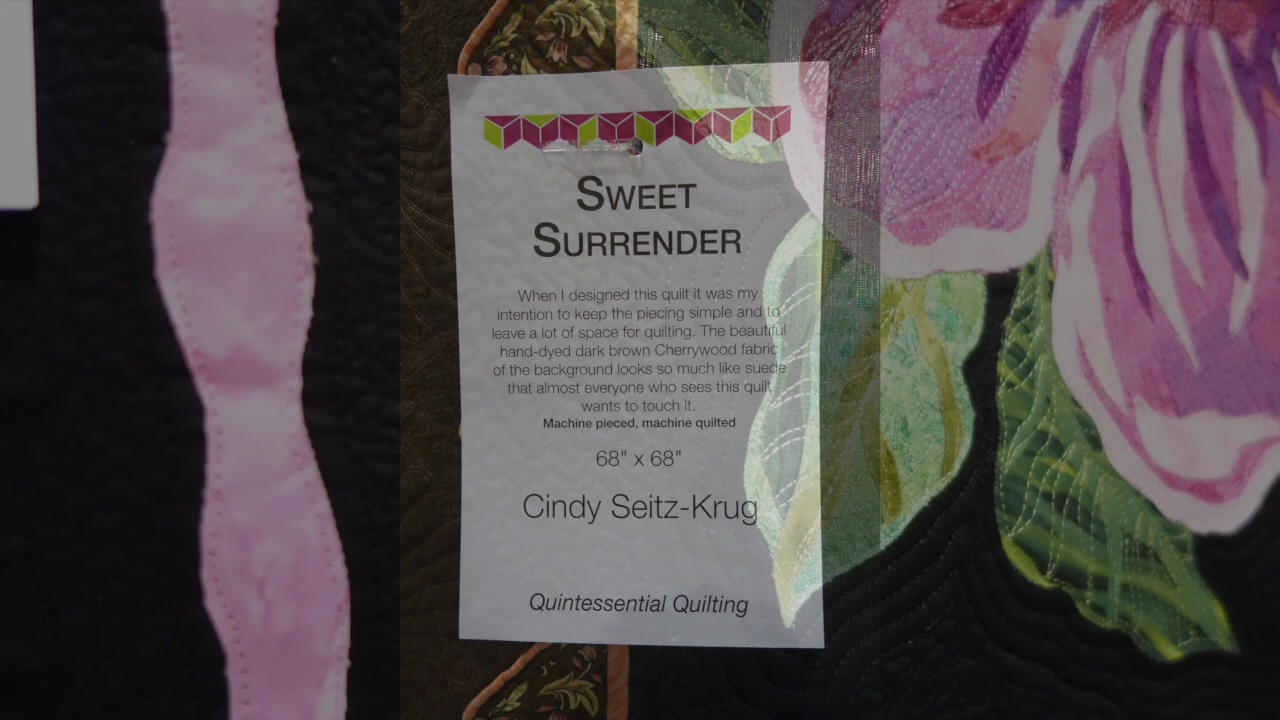 SWEET
SURRENDER
When I designed this quilt it was my
intention to keep the piecing simple and to
leave a lot of space for quilting. The beautiful
hand-dyed dark brown Cherrywood fabric
of the background looks so much like suede
that almost everyone who sees this quilt
wants to touch it.
Machine pieced, machine quilted
68" x 68"
Cindy Seitz-Krug
Quintessential Quilting